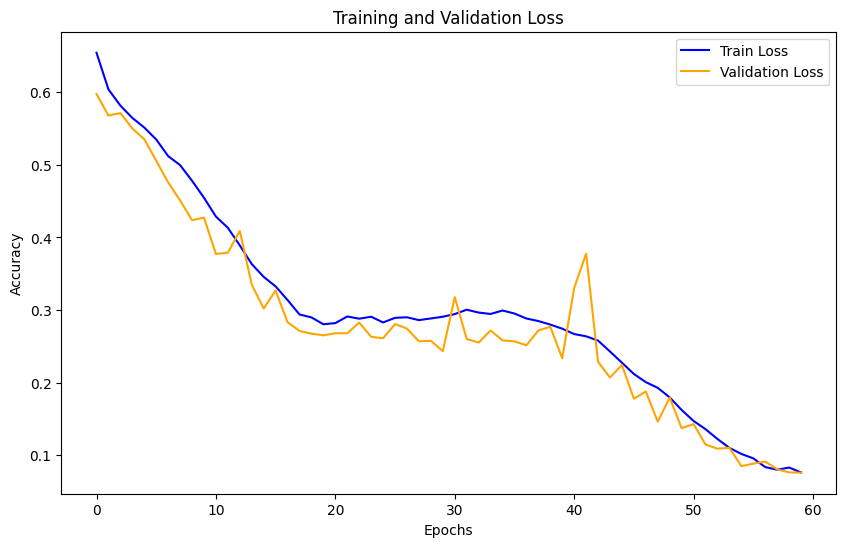 Training and Validation Loss
Train Loss
Validation Loss
Accuracy
0.6
0.5
0.4
0.3
0.2
0.1
0 10 20 30 40 50 60
Epochs